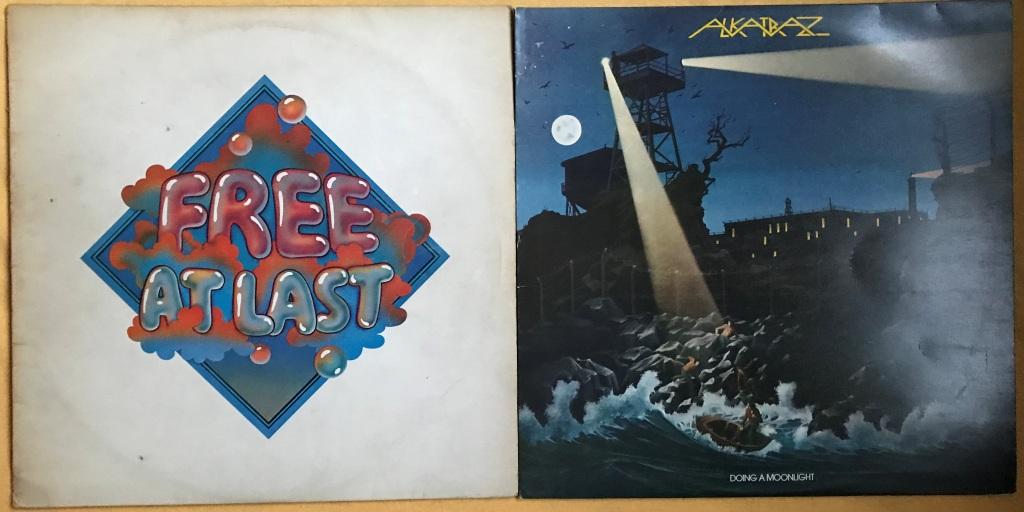 FREE
AT LAST
ALKATRAZ
DOING A MOONLIGHT